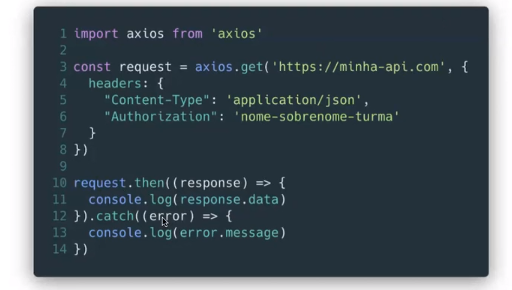 1 import axios from 'axios'
2
3 const request = axios.get('https://minha-api.com', {
4   headers: {
5     "Content-Type": 'application/json',
6     "Authorization": 'nome-sobrenome-turma'
7   }
8 })
9
10 request.then((response) => {
11   console.log(response.data)
12 }).catch((error) => {
13   console.log(error.message)
14 })